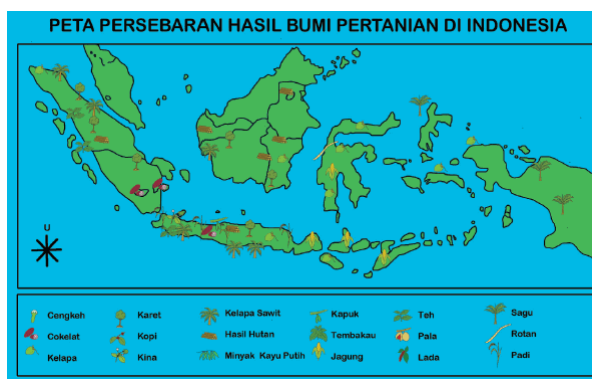 PETA PERSEBARAN HASIL BUMI PERTANIAN DI INDONESIA
U
Cengkeh Karet Kelapa Sawit Kapuk Teh Sagu
Cokelat Kopi Hasil Hutan Tembakau Pala Rotan
Kelapa Kina Minyak Kayu Putih Jagung Lada Padi